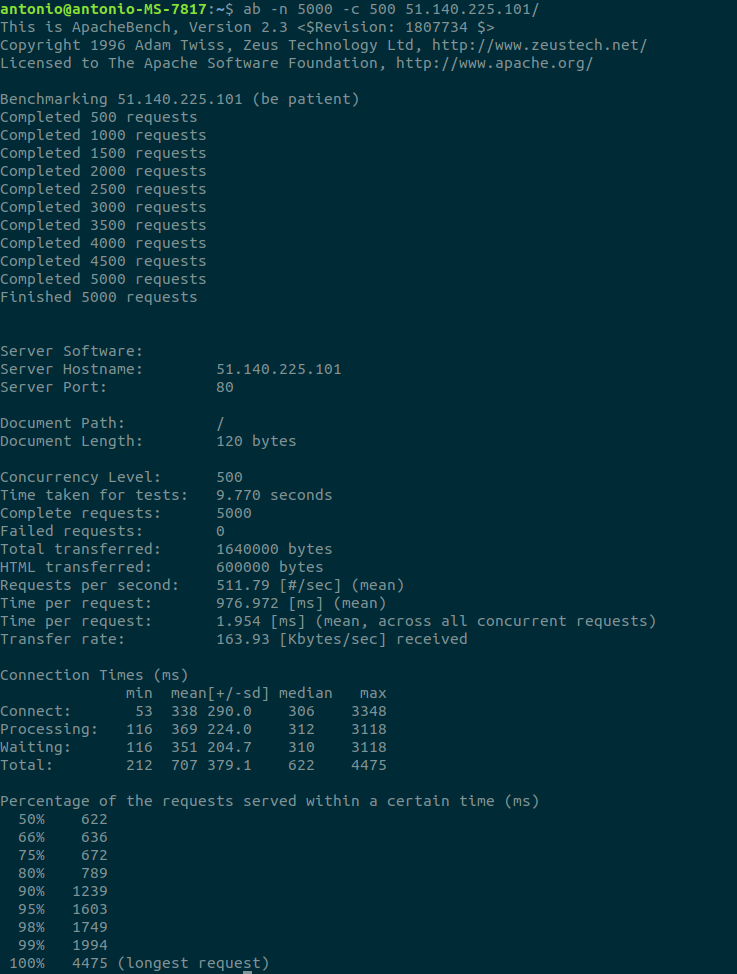 antonio@antonio-MS-7817:~$ ab -n 5000 -c 500 51.140.225.101/
This is ApacheBench, Version 2.3 <$Revision: 1807734 $>
Copyright 1996 Adam Twiss, Zeus Technology Ltd, http://www.zeustech.net/
Licensed to The Apache Software Foundation, http://www.apache.org/

Benchmarking 51.140.225.101 (be patient)
Completed 500 requests
Completed 1000 requests
Completed 1500 requests
Completed 2000 requests
Completed 2500 requests
Completed 3000 requests
Completed 3500 requests
Completed 4000 requests
Completed 4500 requests
Completed 5000 requests
Finished 5000 requests


Server Software:
Server Hostname:        51.140.225.101
Server Port:            80

Document Path:          /
Document Length:        120 bytes

Concurrency Level:      500
Time taken for tests:   9.770 seconds
Complete requests:      5000
Failed requests:        0
Total transferred:      1640000 bytes
HTML transferred:       600000 bytes
Requests per second:    511.79 [#/sec] (mean)
Time per request:       976.972 [ms] (mean)
Time per request:       1.954 [ms] (mean, across all concurrent requests)
Transfer rate:          163.93 [Kbytes/sec] received

Connection Times (ms)
              min  mean[+/-sd] median   max
Connect:       53  338 290.0    306    3348
Processing:   116  369 224.0    312    3118
Waiting:      116  351 204.7    310    3118
Total:        212  707 379.1    622    4475

Percentage of the requests served within a certain time (ms)
  50%    622
  66%    636
  75%    672
  80%    789
  90%   1239
  95%   1603
  98%   1749
  99%   1994
 100%   4475 (longest request)